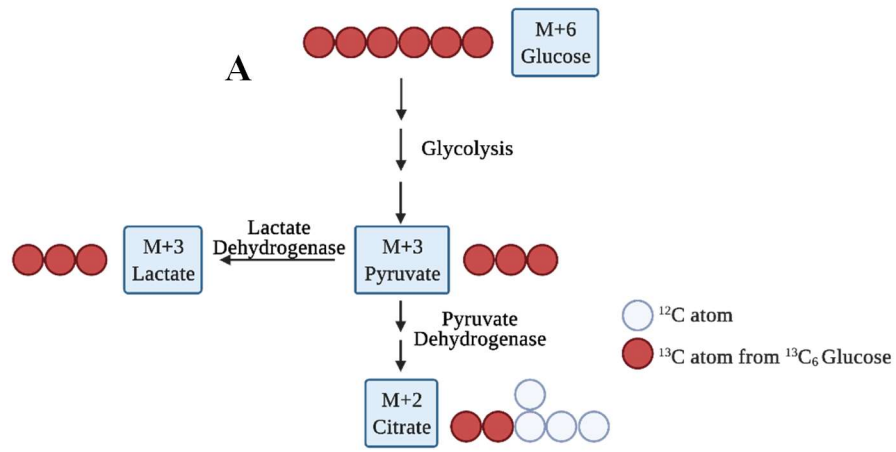 A
M+6
Glucose
Glycolysis
Lactate
Dehydrogenase
M+3
Lactate
M+3
Pyruvate
Pyruvate
Dehydrogenase
¹²C atom
¹³C atom from ¹³C₆ Glucose
M+2
Citrate